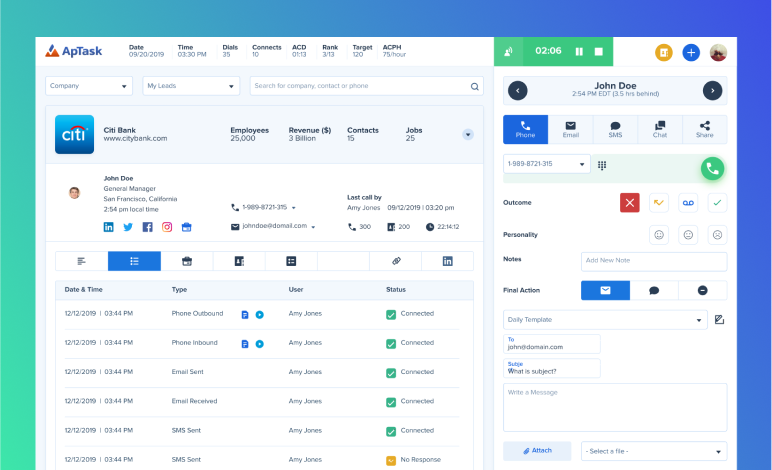 ApTask
Date Time Dials Connects ACD Rank Target ACPH
09/20/2019 03:30 PM 35 10 01:13 3/13 120 75/hour
02:06
Company
My Leads
Search for company, contact or phone
citi
Citi Bank
www.citybank.com
Employees
25,000
Revenue ($)
3 Billion
Contacts
15
Jobs
25
John Doe
General Manager
San Francisco, California
2:54 pm local time
1-989-8721-315
johndoe@domail.com
Last call by
Amy Jones 09/12/2019 | 03:20 pm
300 200 22:14:12
Date & Time Type User Status
12/12/2019 | 03:44 PM Phone Outbound Amy Jones Connected
12/12/2019 | 03:44 PM Phone Inbound Amy Jones Connected
12/12/2019 | 03:44 PM Email Sent Amy Jones Connected
12/12/2019 | 03:44 PM Email Received Amy Jones Connected
12/12/2019 | 03:44 PM SMS Sent Amy Jones Connected
12/12/2019 | 03:44 PM SMS Sent Amy Jones No Response
John Doe
2:54 PM EDT (3.5 hrs behind)
Phone Email SMS Chat Share
1-989-8721-315
Outcome
Personality
Notes
Add New Note
Final Action
Daily Template
To
john@domain.com
Subje
What is subject?
Write a Message
Attach
- Select a file -